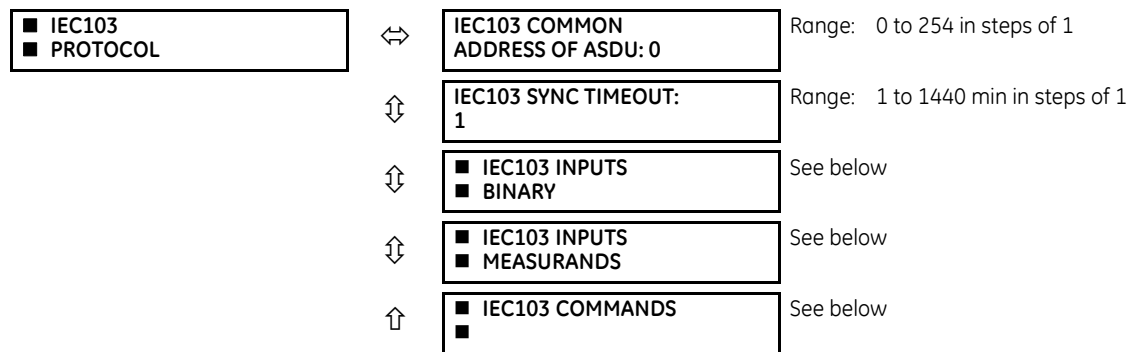 ■ IEC103
■ PROTOCOL
IEC103 COMMON
ADDRESS OF ASDU: 0
Range: 0 to 254 in steps of 1
IEC103 SYNC TIMEOUT:
1
Range: 1 to 1440 min in steps of 1
■ IEC103 INPUTS
■ BINARY
See below
■ IEC103 INPUTS
■ MEASURANDS
See below
■ IEC103 COMMANDS
■
See below